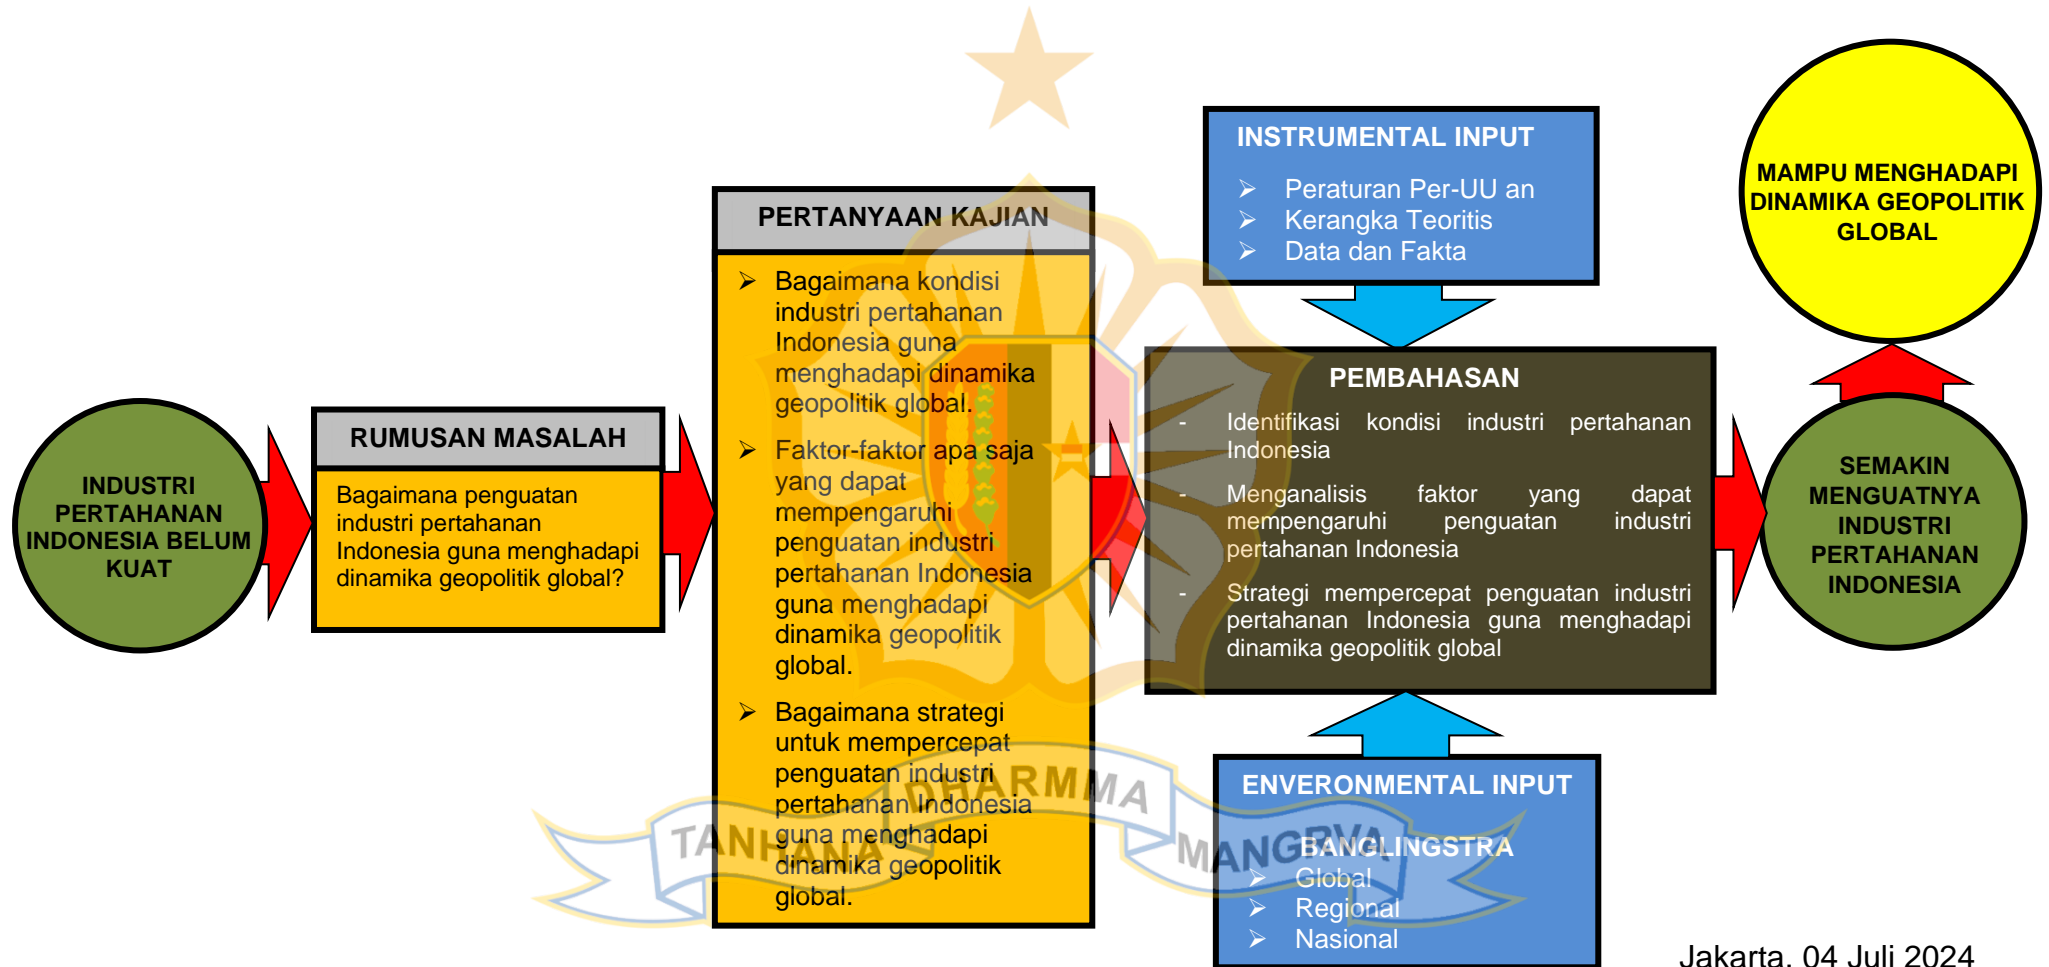 INDUSTRI
PERTAHANAN
INDONESIA BELUM
KUAT
RUMUSAN MASALAH
Bagaimana penguatan
industri pertahanan
Indonesia guna menghadapi
dinamika geopolitik global?
PERTANYAAN KAJIAN
➢ Bagaimana kondisi
industri pertahanan
Indonesia guna
menghadapi dinamika
geopolitik global.
➢ Faktor-faktor apa saja
yang dapat
mempengaruhi
penguatan industri
pertahanan Indonesia
guna menghadapi
dinamika geopolitik
global.
➢ Bagaimana strategi
untuk mempercepat
penguatan industri
pertahanan Indonesia
guna menghadapi
dinamika geopolitik
global.
INSTRUMENTAL INPUT
➢ Peraturan Per-UU an
➢ Kerangka Teoritis
➢ Data dan Fakta
PEMBAHASAN
- Identifikasi kondisi industri pertahanan
Indonesia
- Menganalisis faktor yang dapat
mempengaruhi penguatan industri
pertahanan Indonesia
- Strategi mempercepat penguatan industri
pertahanan Indonesia guna menghadapi
dinamika geopolitik global
ENVERONMENTAL INPUT
BANGLINGSTRA
➢ Global
➢ Regional
➢ Nasional
MAMPU MENGHADAPI
DINAMIKA GEOPOLITIK
GLOBAL
SEMAKIN
MENGUATNYA
INDUSTRI
PERTAHANAN
INDONESIA
TANHANA DHARMMA MANGRVA
Jakarta, 04 Juli 2024